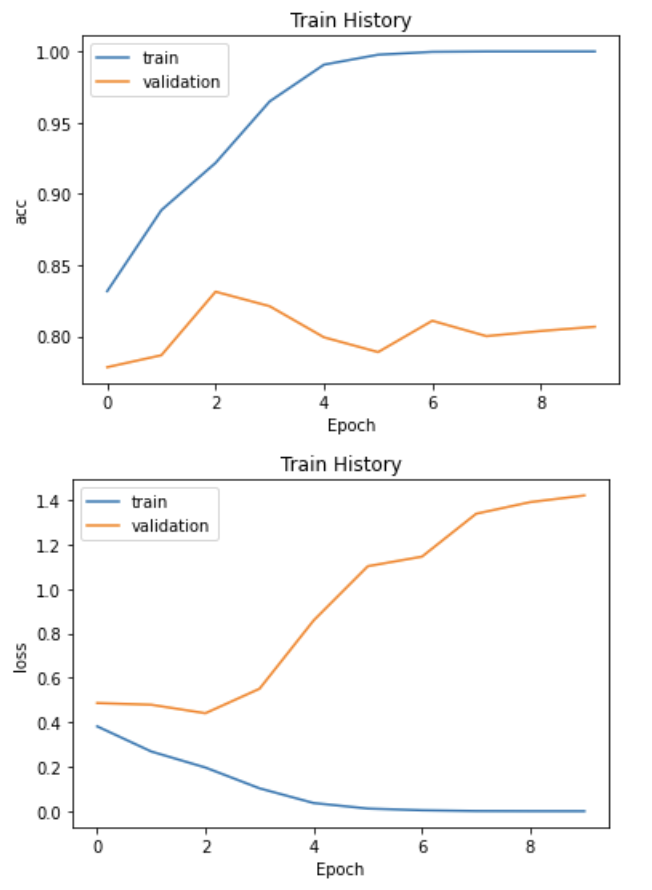 Train History
train
validation
1.00
0.95
0.90
0.85
0.80
acc
0 2 4 6 8
Epoch
Train History
train
validation
1.4
1.2
1.0
0.8
0.6
0.4
0.2
0.0
loss
0 2 4 6 8
Epoch